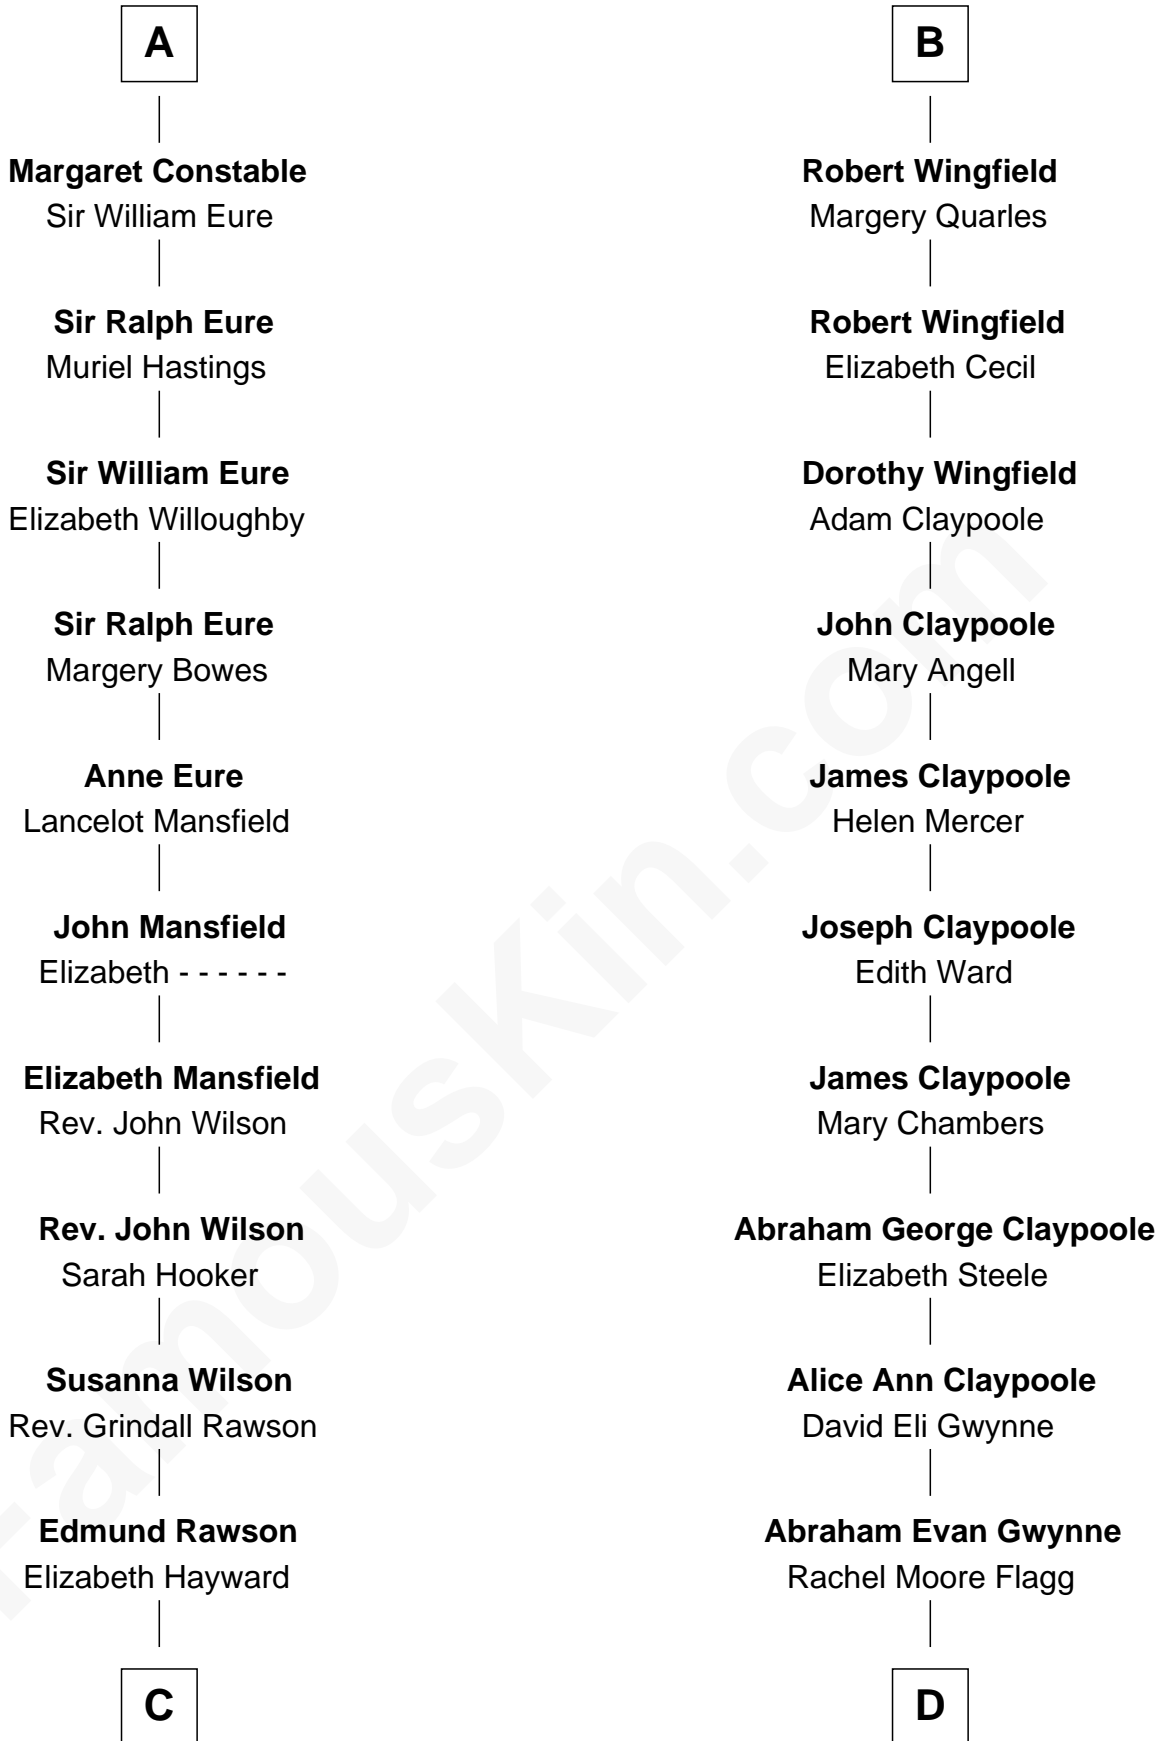 A
Margaret Constable
Sir William Eure
Sir Ralph Eure
Muriel Hastings
Sir William Eure
Elizabeth Willoughby
Sir Ralph Eure
Margery Bowes
Anne Eure
Lancelot Mansfield
John Mansfield
Elizabeth - - - - - -
Elizabeth Mansfield
Rev. John Wilson
Rev. John Wilson
Sarah Hooker
Susanna Wilson
Rev. Grindall Rawson
Edmund Rawson
Elizabeth Hayward
C
B
Robert Wingfield
Margery Quarles
Robert Wingfield
Elizabeth Cecil
Dorothy Wingfield
Adam Claypoole
John Claypoole
Mary Angell
James Claypoole
Helen Mercer
Joseph Claypoole
Edith Ward
James Claypoole
Mary Chambers
Abraham George Claypoole
Elizabeth Steele
Alice Ann Claypoole
David Eli Gwynne
Abraham Evan Gwynne
Rachel Moore Flagg
D
FamousKin.com